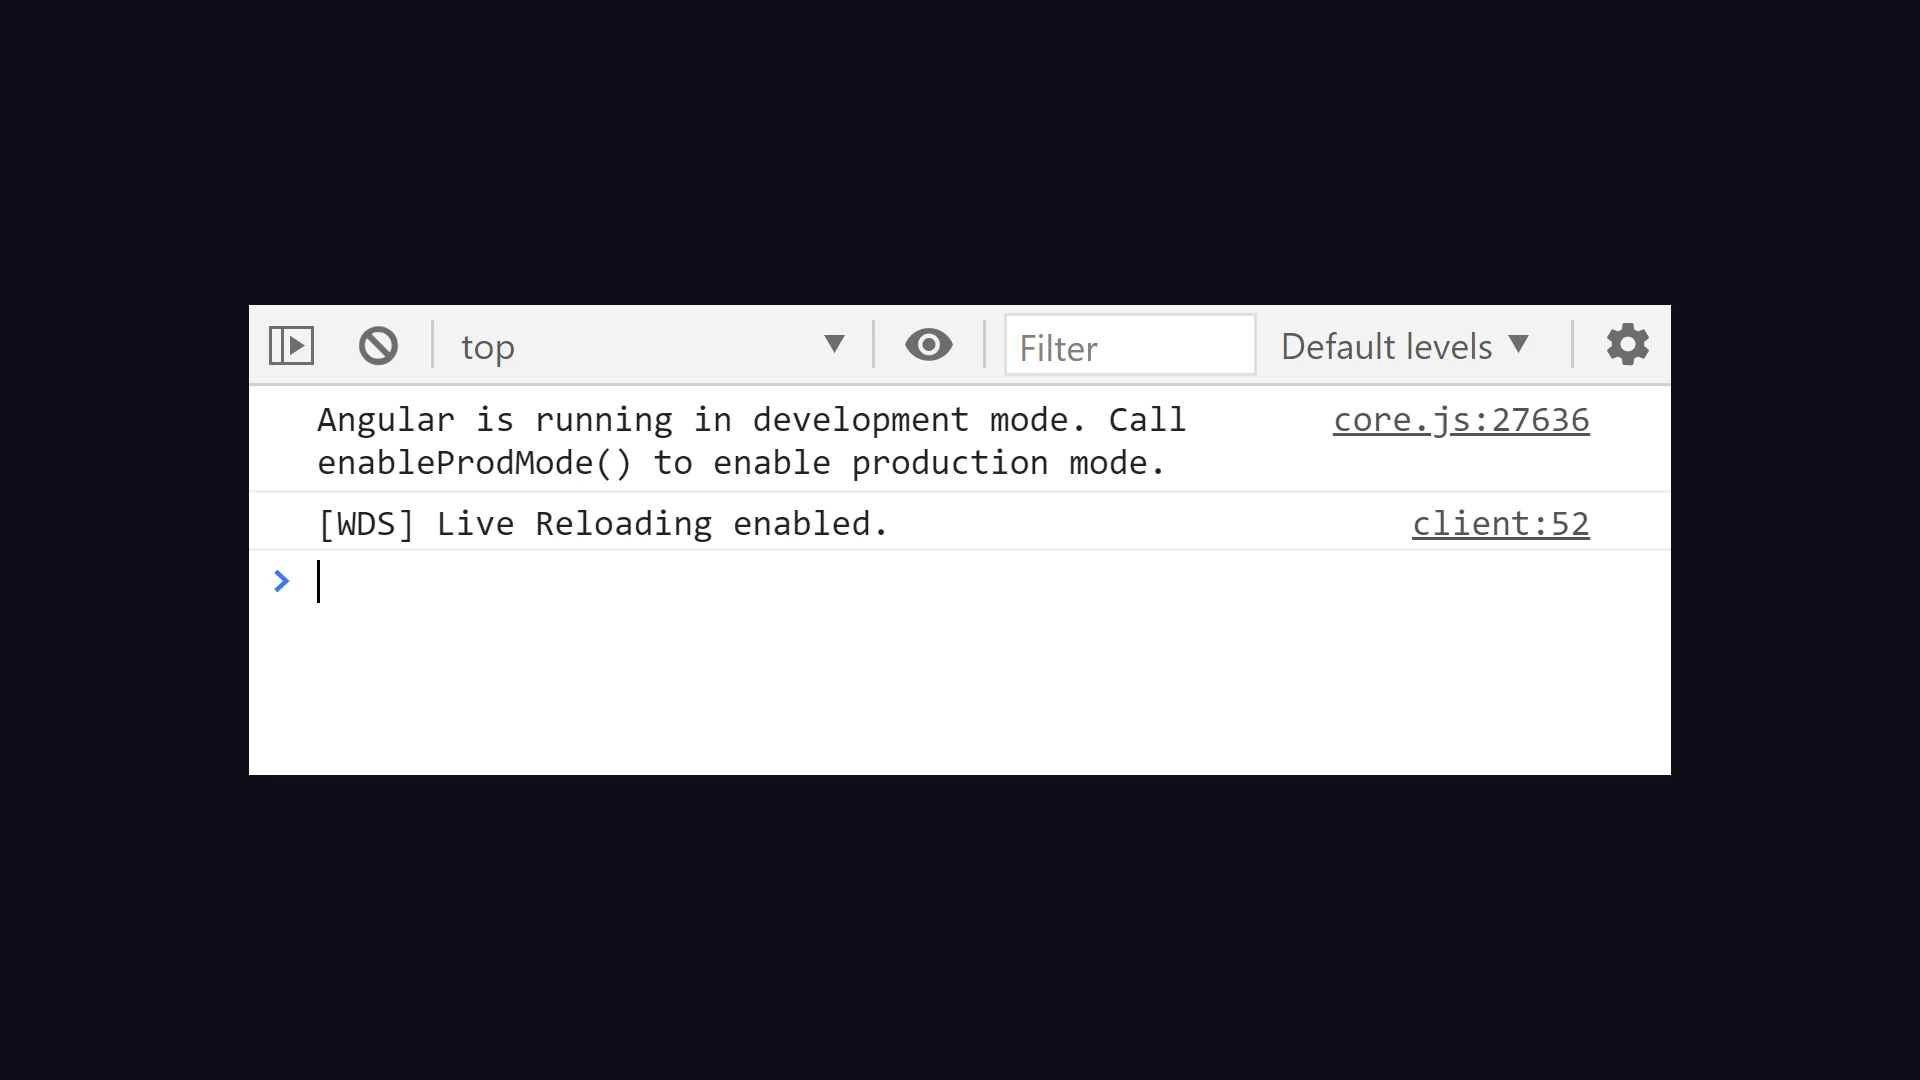 top Filter Default levels
Angular is running in development mode. Call core.js:27636
enableProdMode() to enable production mode.
[WDS] Live Reloading enabled. client:52